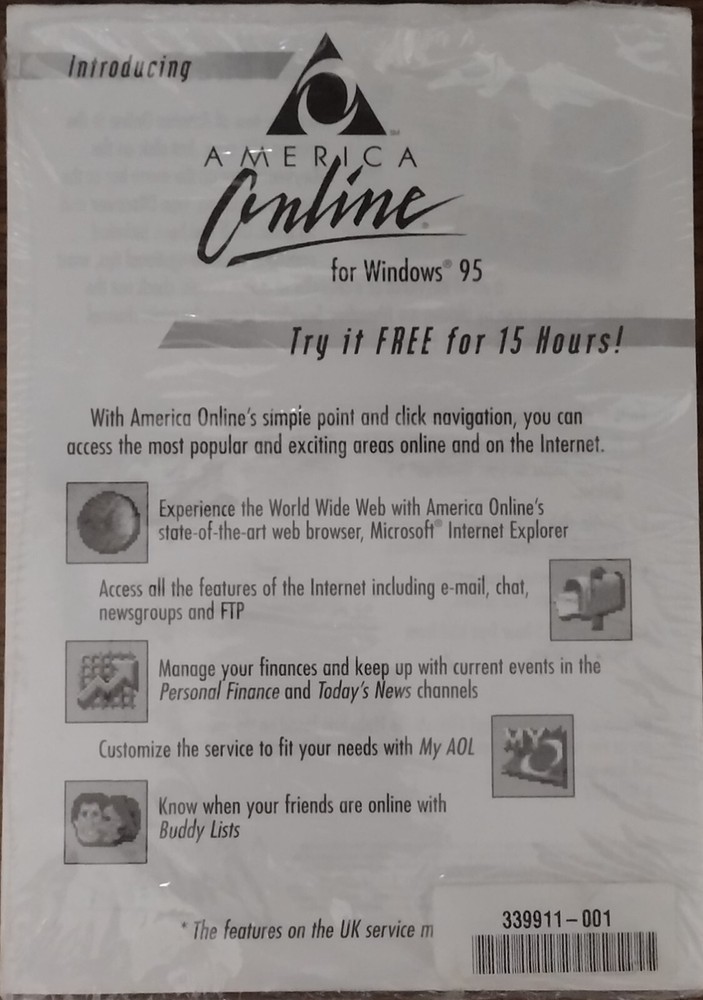 Introducing
AMERICA
Online
for Windows® 95
Try it FREE for 15 Hours!
With America Online's simple point and click navigation, you can
access the most popular and exciting areas online and on the Internet.
Experience the World Wide Web with America Online's
state-of-the-art web browser, Microsoft® Internet Explorer
Access all the features of the Internet including e-mail, chat,
newsgroups and FTP
Manage your finances and keep up with current events in the
Personal Finance and Today's News channels
MY
Customize the service to fit your needs with My AOL
Know when your friends are online with
Buddy Lists
* The features on the UK service m
339911-001